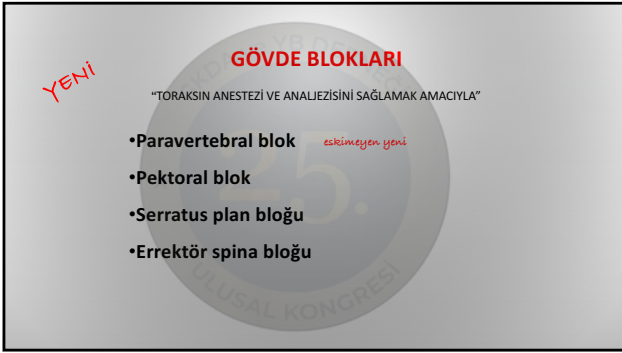 YENİ
GÖVDE BLOKLARI
“TORAKSIN ANESTEZİ VE ANALJEZİSİNİ SAĞLAMAK AMACIYLA”
•Paravertebral blok eskimeyen yeni
•Pektoral blok
•Serratus plan bloğu
•Errektör spina bloğu
25.
ULUSAL KONGRESİ